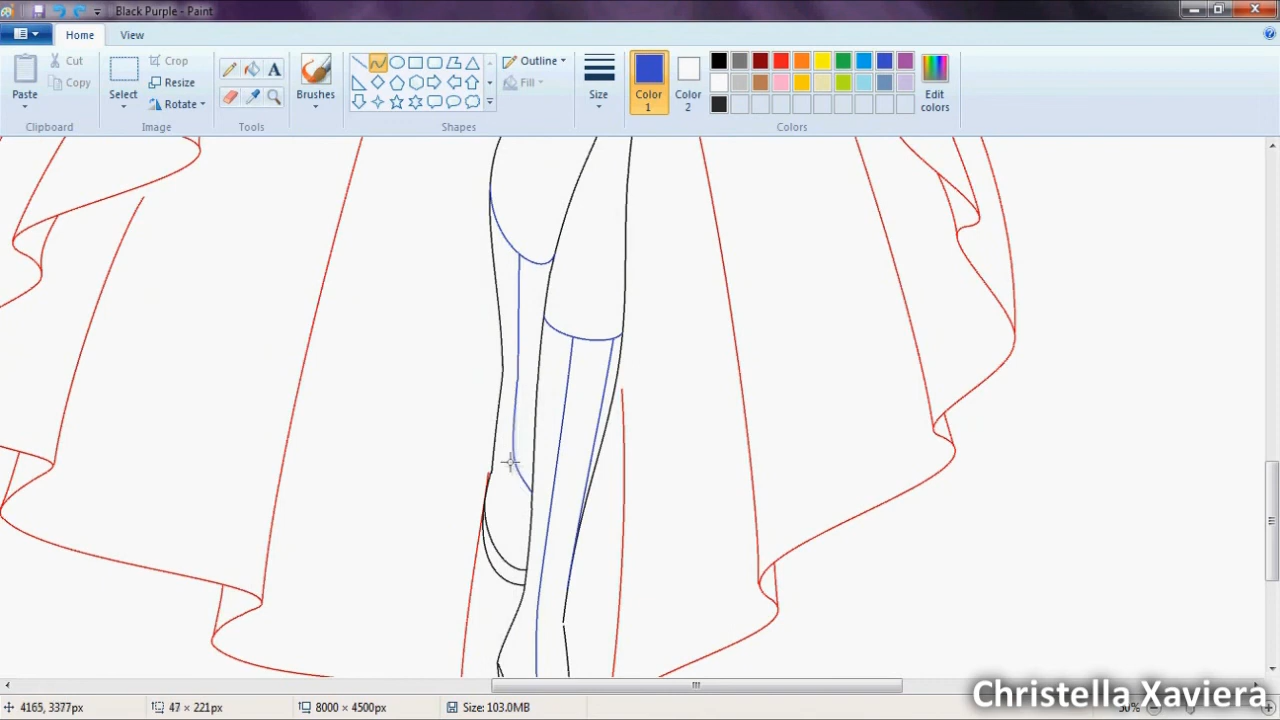 Black Purple - Paint
Home View
Paste
Cut
Copy
Clipboard
Select
Crop
Resize
Rotate
Image
Tools
Brushes
Shapes
Outline
Fill
Size
Color 1
Color 2
Edit colors
Colors
4165, 3377px
47 × 221px
8000 × 4500px
Size: 103.0MB
50%
Christella Xaviera